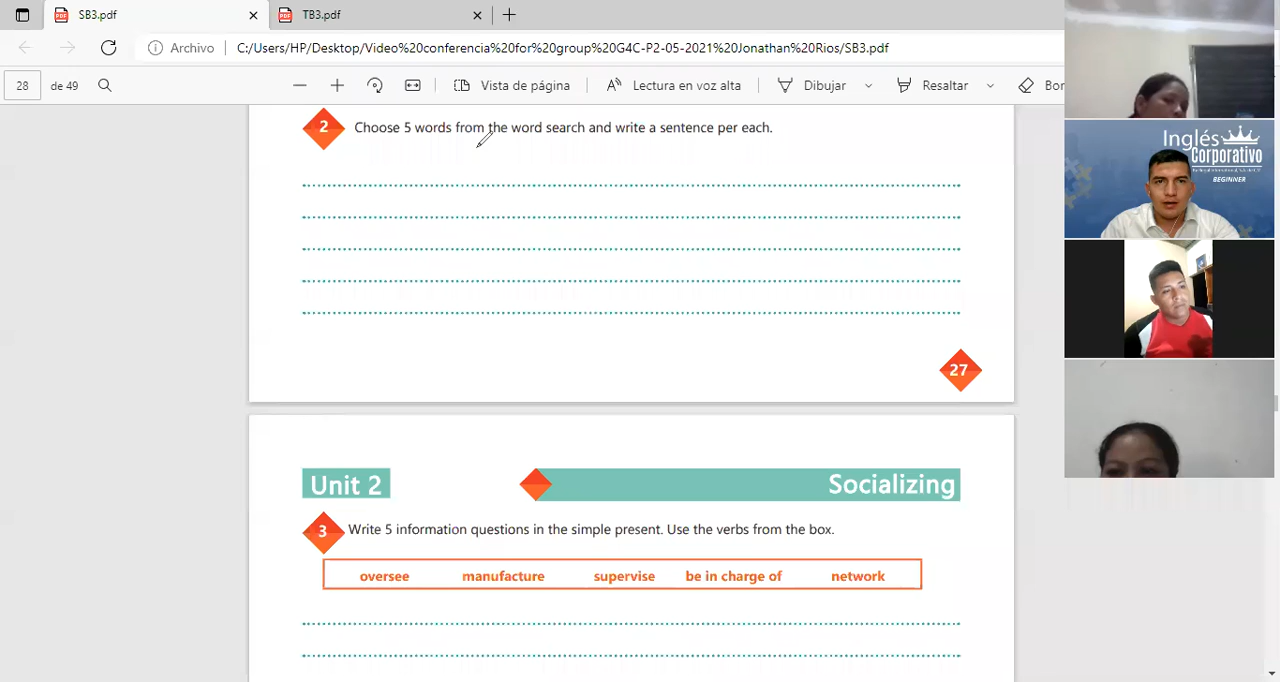 SB3.pdf
TB3.pdf
Archivo
C:/Users/HP/Desktop/Video%20conferencia%20for%20group%20G4C-P2-05-2021%20Jonathan%20Rios/SB3.pdf
28 de 49
Vista de página
Lectura en voz alta
Dibujar
Resaltar
Bor
2 Choose 5 words from the word search and write a sentence per each.
27
Unit 2
Socializing
3 Write 5 information questions in the simple present. Use the verbs from the box.
oversee manufacture supervise be in charge of network
Inglés
Corporativo
BEGINNER